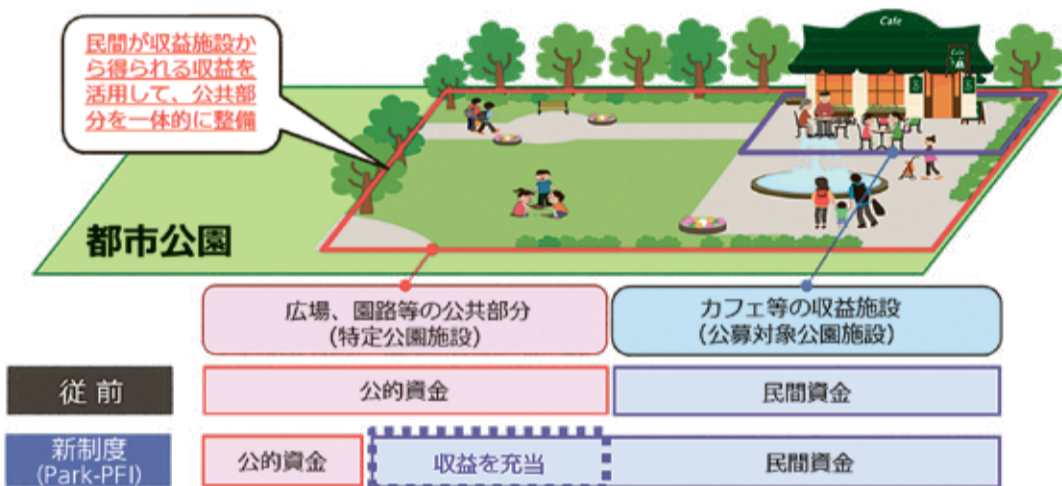 民間が収益施設か
ら得られる収益を
活用して、公共部
分を一体的に整備
Cafe
Cafe
都市公園
広場、園路等の公共部分
(特定公園施設)
カフェ等の収益施設
(公募対象公園施設)
従前
公的資金
民間資金
新制度
(Park-PFI)
公的資金
収益を充当
民間資金